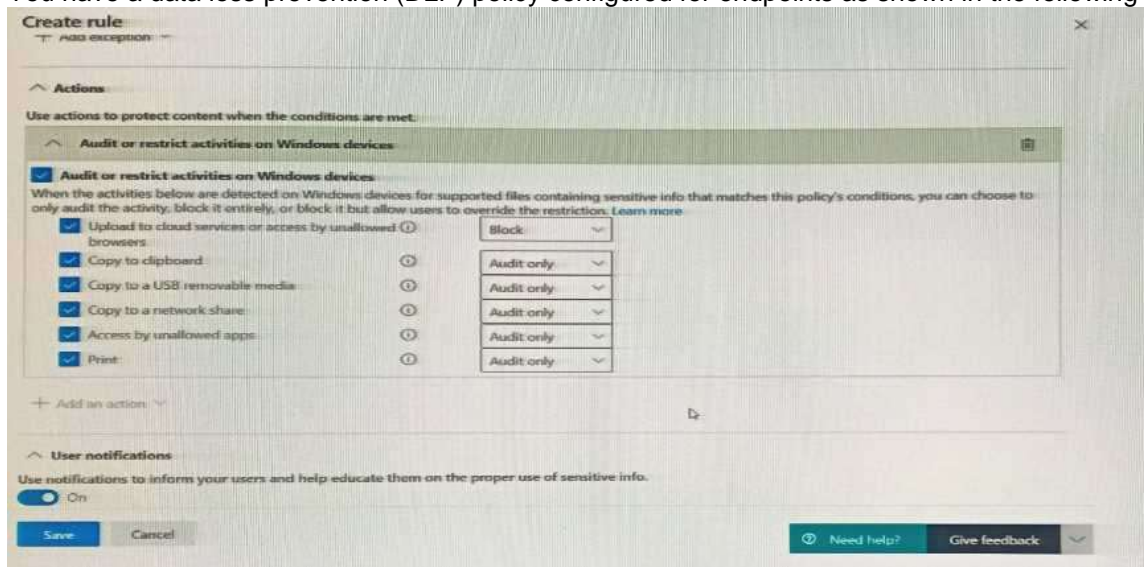 You have a data loss prevention (DLP) policy configured for endpoints as shown in the following
Create rule
+ Add exception
Actions
Use actions to protect content when the conditions are met.
Audit or restrict activities on Windows devices
Audit or restrict activities on Windows devices
When the activities below are detected on Windows devices for supported files containing sensitive info that matches this policy's conditions, you can choose to
only audit the activity, block it entirely, or block it but allow users to override the restriction. Learn more
Upload to cloud services or access by unallowed Block
browsers
Copy to clipboard Audit only
Copy to a USB removable media Audit only
Copy to a network share Audit only
Access by unallowed apps Audit only
Print Audit only
+ Add an action
User notifications
Use notifications to inform your users and help educate them on the proper use of sensitive info.
On
Save Cancel Need help? Give feedback